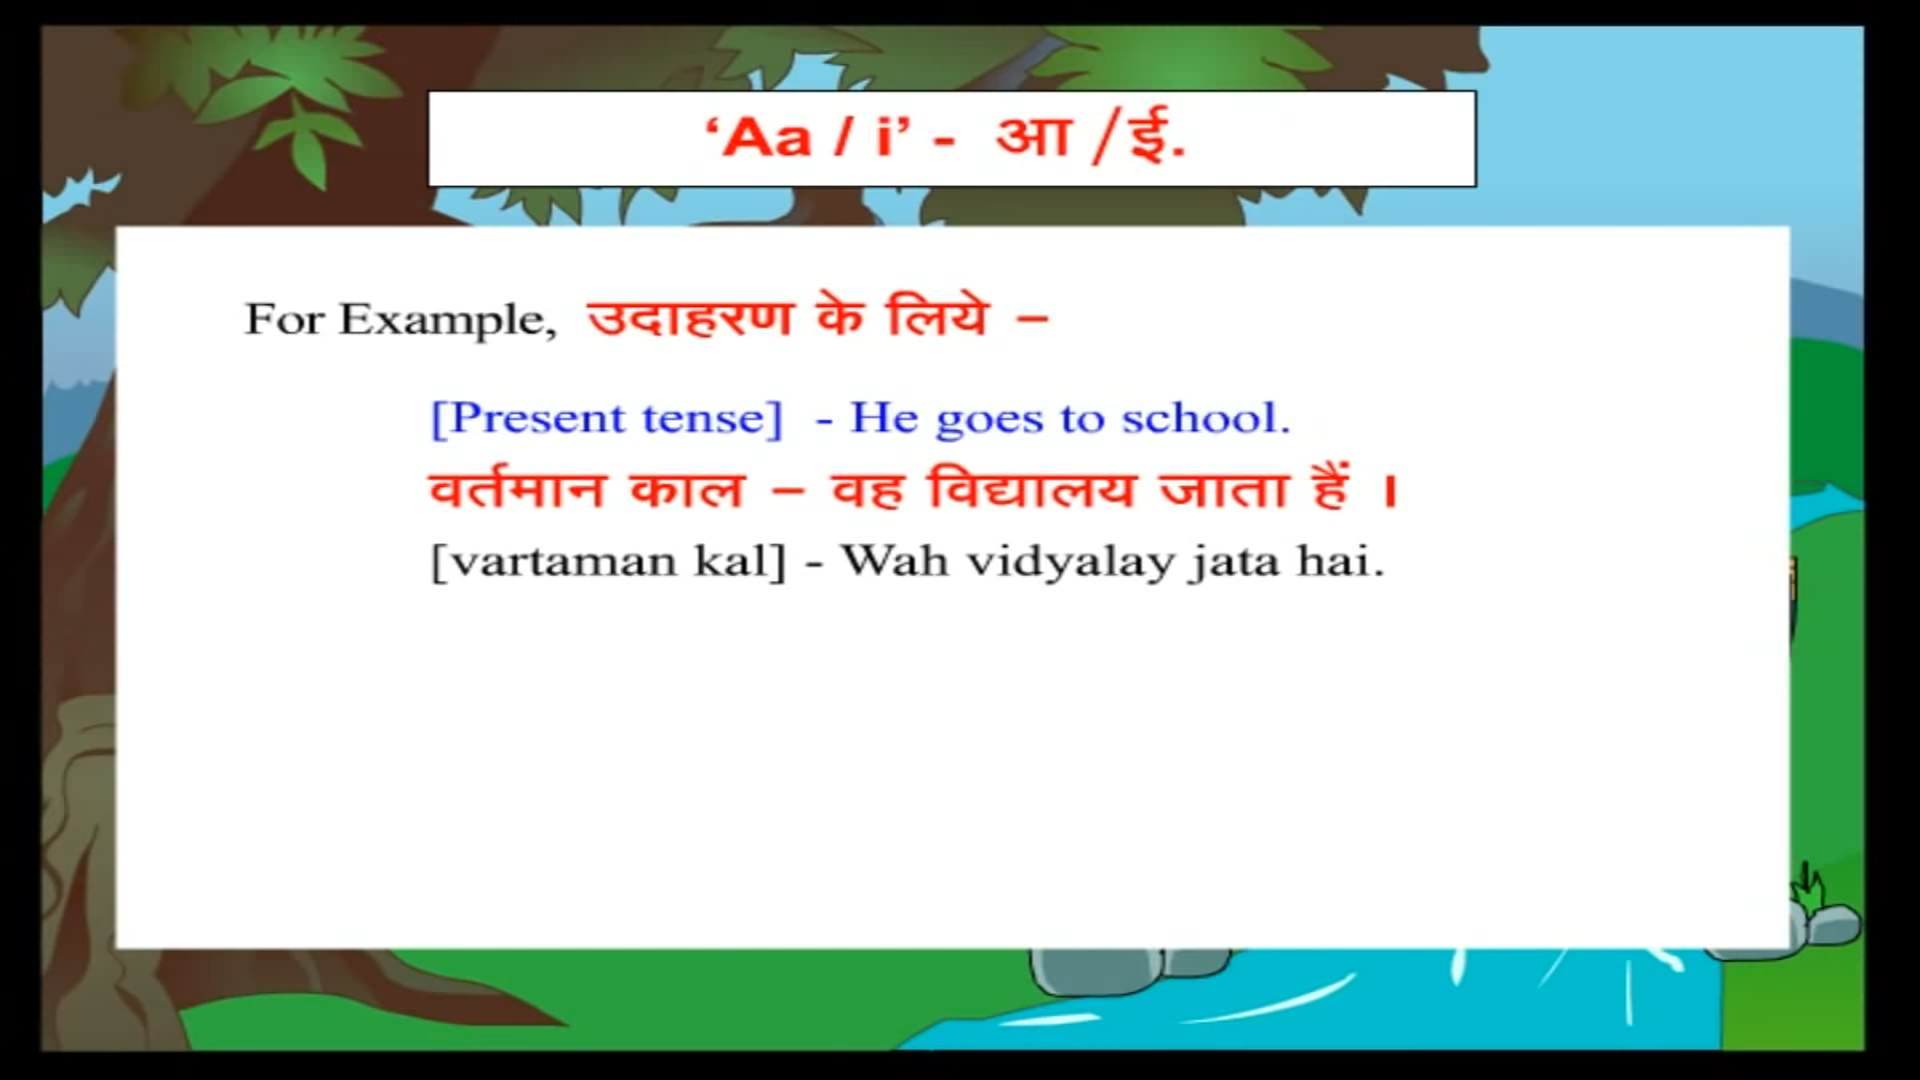 ‘Aa / i’ - आ /ई.
For Example, उदाहरण के लिये –
[Present tense] - He goes to school.
वर्तमान काल – वह विद्यालय जाता हैं ।
[vartaman kal] - Wah vidyalay jata hai.